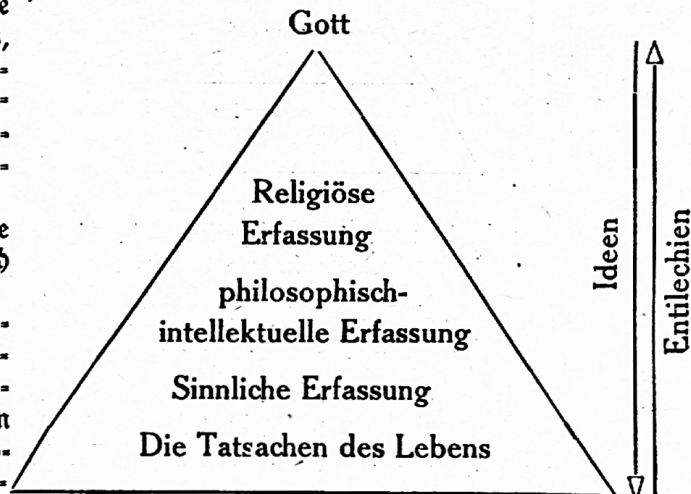 Gott
Religiöse
Erfassung
philosophisch-
intellektuelle Erfassung
Sinnliche Erfassung
Die Tatsachen des Lebens
Ideen
Entilechien